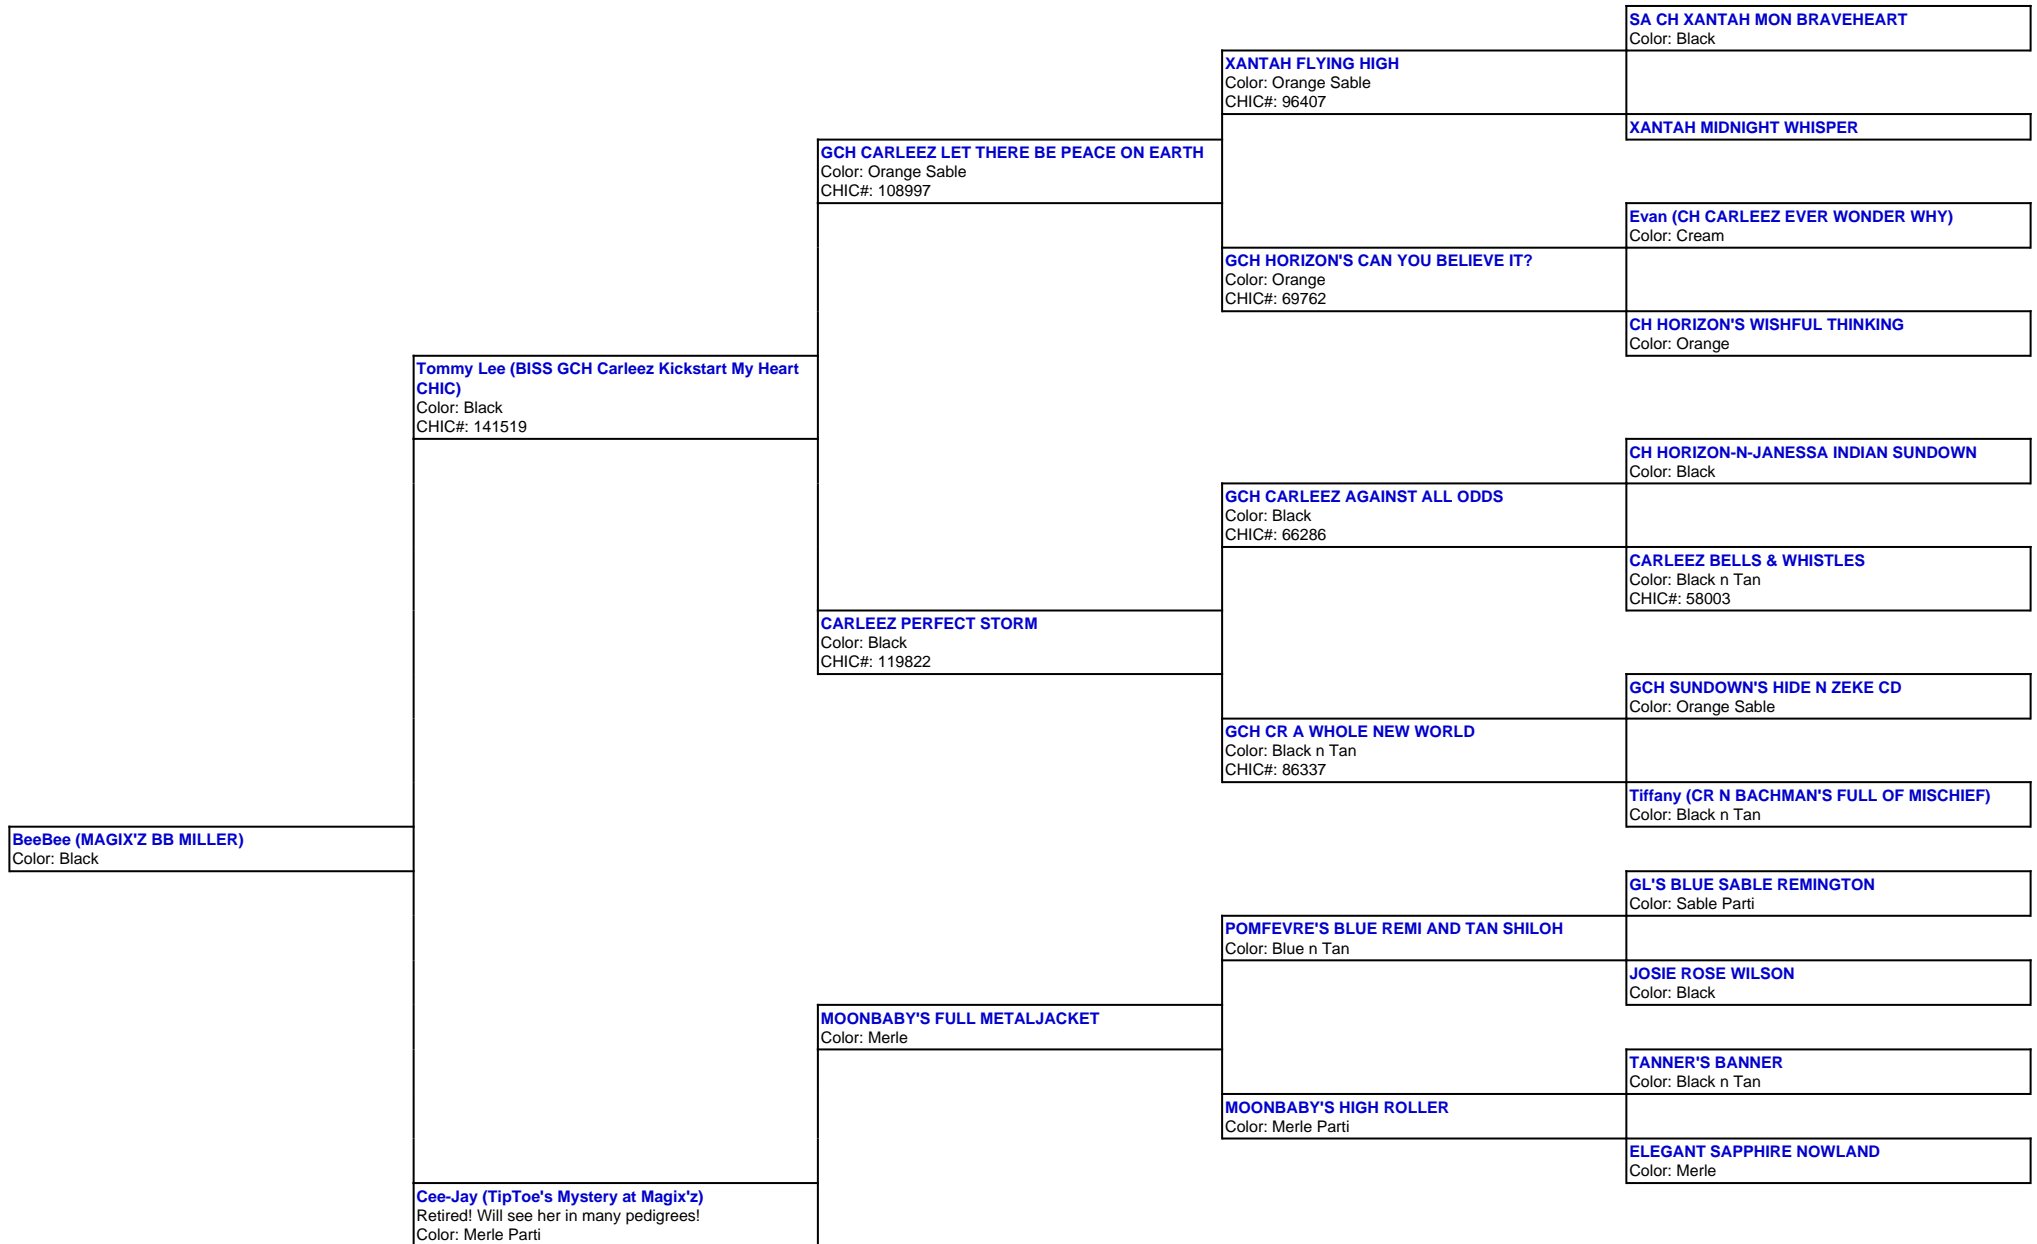 SA CH XANTAH MON BRAVEHEART
Color: Black
XANTAH FLYING HIGH
Color: Orange Sable
CHIC#: 96407
XANTAH MIDNIGHT WHISPER
GCH CARLEEZ LET THERE BE PEACE ON EARTH
Color: Orange Sable
CHIC#: 108997
Evan (CH CARLEEZ EVER WONDER WHY)
Color: Cream
GCH HORIZON'S CAN YOU BELIEVE IT?
Color: Orange
CHIC#: 69762
CH HORIZON'S WISHFUL THINKING
Color: Orange
Tommy Lee (BISS GCH Carleez Kickstart My Heart
CHIC)
Color: Black
CHIC#: 141519
CH HORIZON-N-JANESSA INDIAN SUNDOWN
Color: Black
GCH CARLEEZ AGAINST ALL ODDS
Color: Black
CHIC#: 66286
CARLEEZ BELLS & WHISTLES
Color: Black n Tan
CHIC#: 58003
CARLEEZ PERFECT STORM
Color: Black
CHIC#: 119822
GCH SUNDOWN'S HIDE N ZEKE CD
Color: Orange Sable
GCH CR A WHOLE NEW WORLD
Color: Black n Tan
CHIC#: 86337
Tiffany (CR N BACHMAN'S FULL OF MISCHIEF)
Color: Black n Tan
BeeBee (MAGIX'Z BB MILLER)
Color: Black
GL'S BLUE SABLE REMINGTON
Color: Sable Parti
POMFEVRE'S BLUE REMI AND TAN SHILOH
Color: Blue n Tan
JOSIE ROSE WILSON
Color: Black
MOONBABY'S FULL METALJACKET
Color: Merle
TANNER'S BANNER
Color: Black n Tan
MOONBABY'S HIGH ROLLER
Color: Merle Parti
ELEGANT SAPPHIRE NOWLAND
Color: Merle
Cee-Jay (TipToe's Mystery at Magix'z)
Retired! Will see her in many pedigrees!
Color: Merle Parti